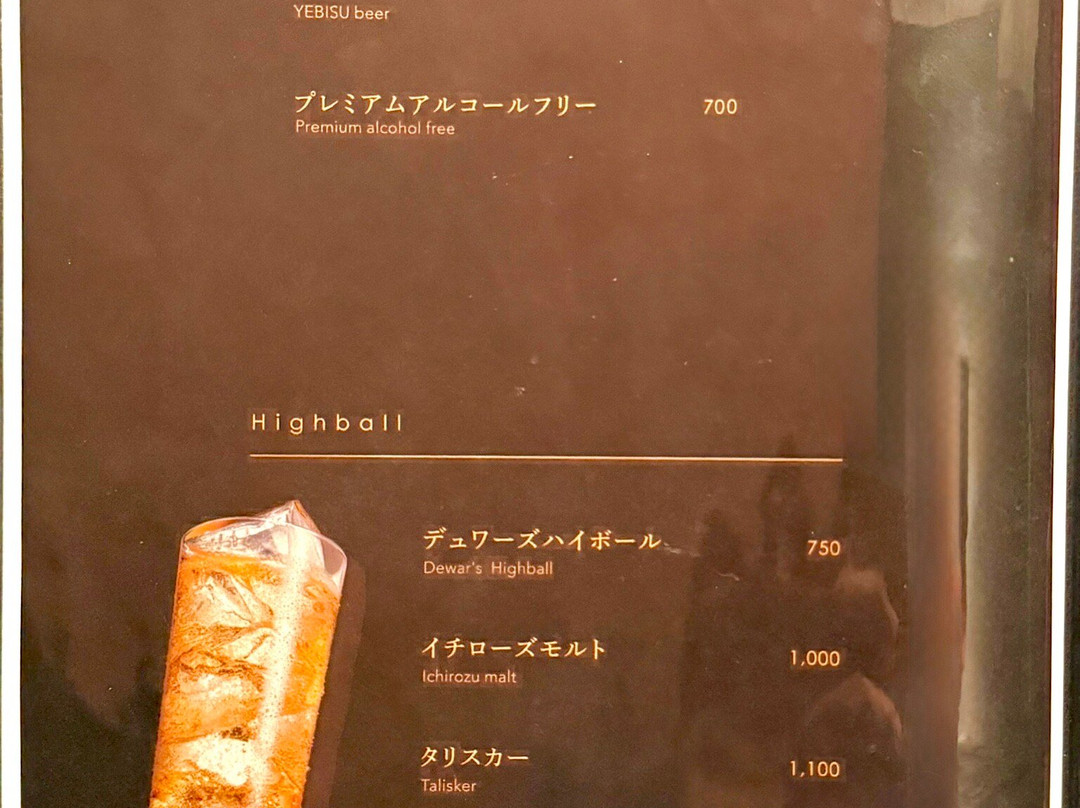 YEBISU beer
プレミアムアルコールフリー 700
Premium alcohol free
Highball
デュワーズハイボール 750
Dewar's Highball
イチローズモルト 1,000
Ichirozu malt
タリスカー 1,100
Talisker